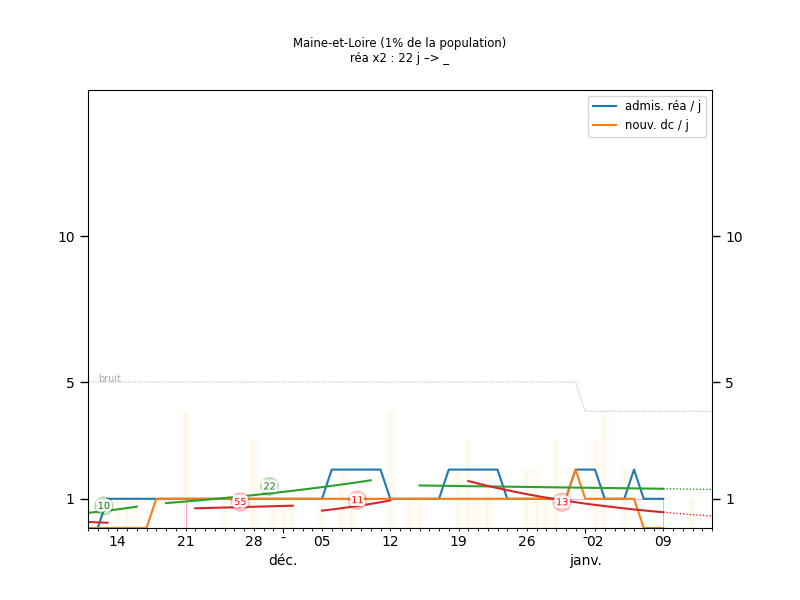 Maine-et-Loire (1% de la population)
réa x2 : 22 j −> _
admis. réa / j
nouv. dc / j
10 10
bruit
5 5
22
10 55 11 13
1 1
14 21 28 05 12 19 26 02 09
déc. janv.